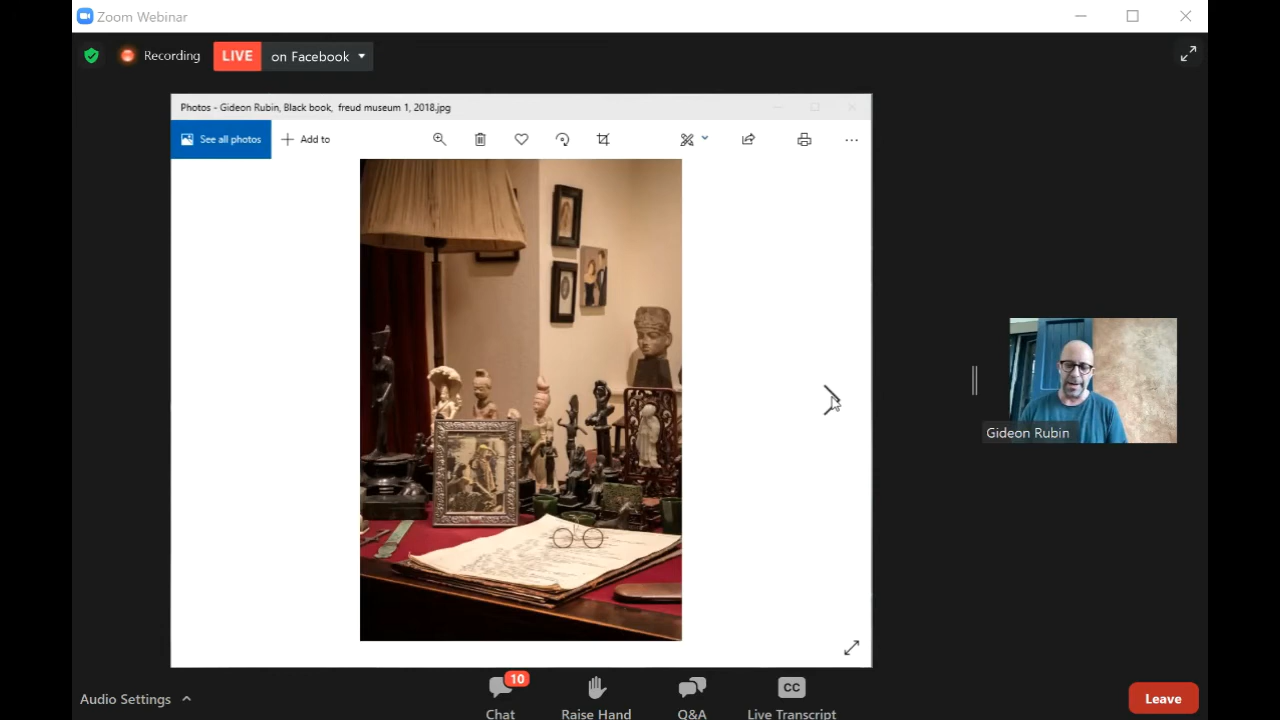 Zoom Webinar
Recording
LIVE on Facebook
Photos - Gideon Rubin, Black book, freud museum 1, 2018.jpg
See all photos
Add to
Gideon Rubin
10
Audio Settings
Chat
Raise Hand
Q&A
CC
Live Transcript
Leave